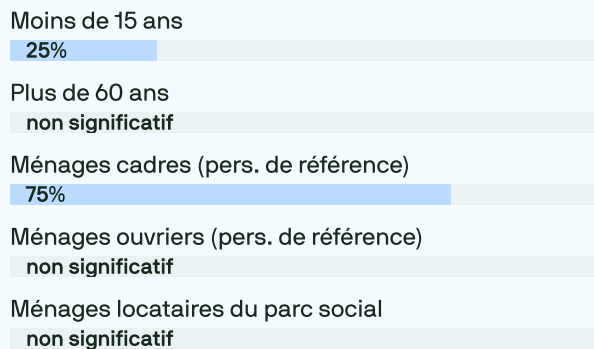 Moins de 15 ans
25%
Plus de 60 ans
non significatif
Ménages cadres (pers. de référence)
75%
Ménages ouvriers (pers. de référence)
non significatif
Ménages locataires du parc social
non significatif